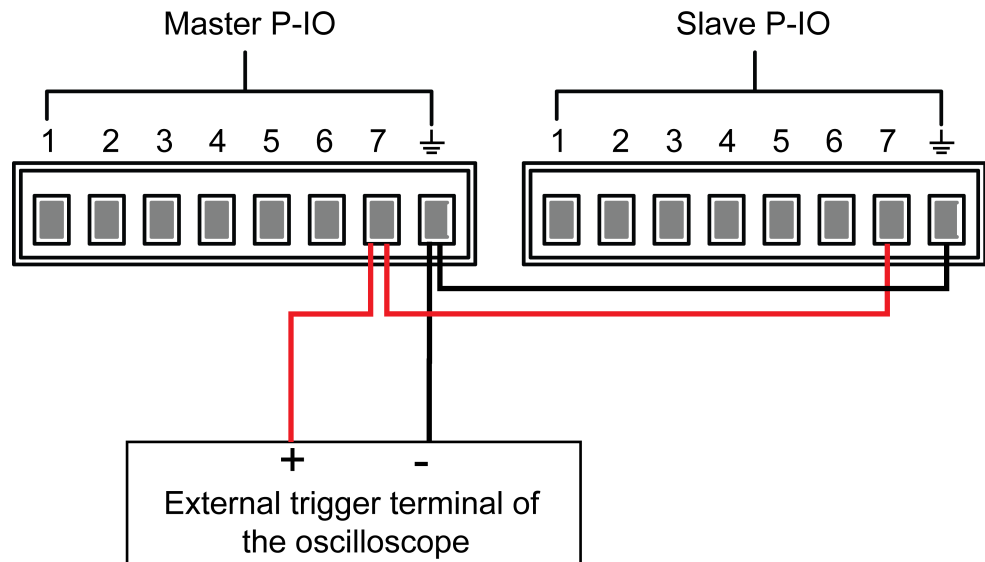 Master P-IO
Slave P-IO
1 2 3 4 5 6 7
1 2 3 4 5 6 7
+ -
External trigger terminal of
the oscilloscope